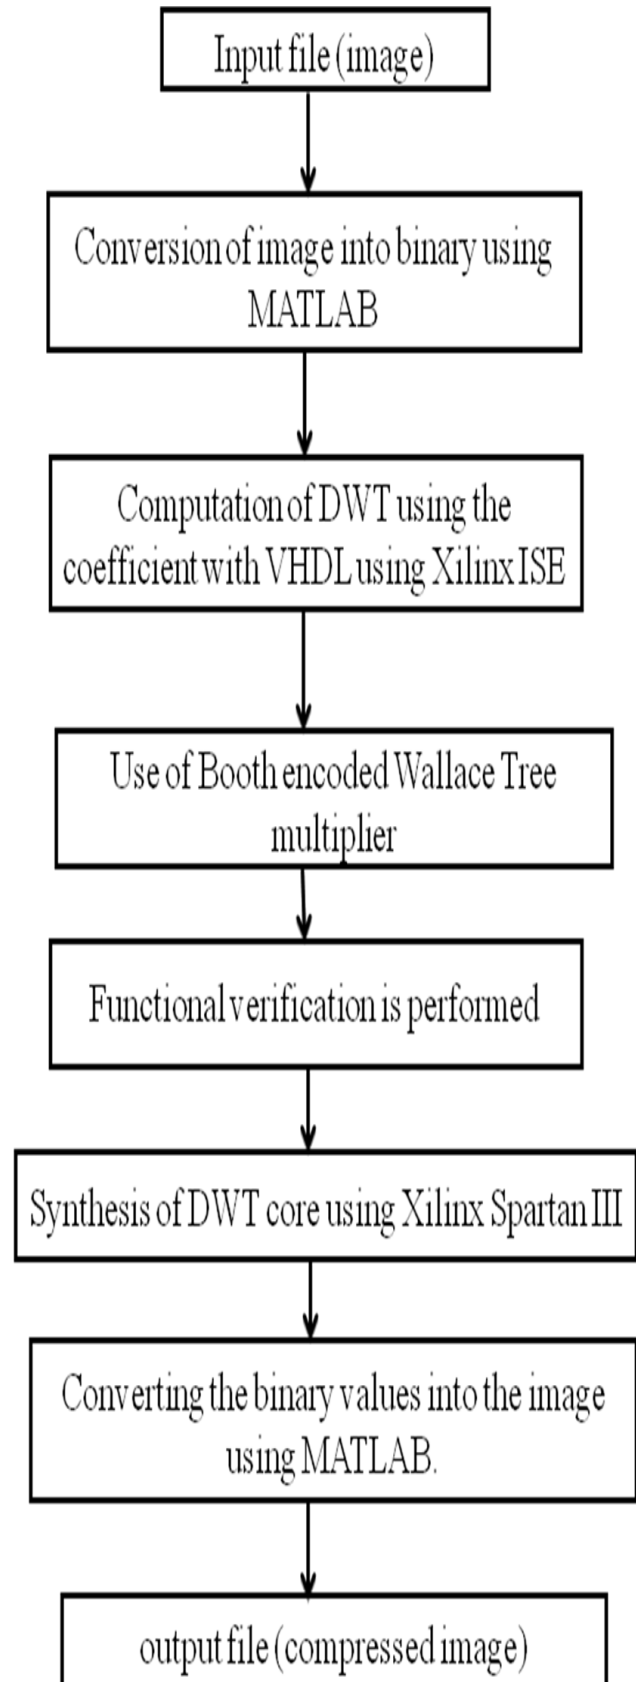 Input file (image)
Conversion of image into binary using
MATLAB
Computation of DWT using the
coefficient with VHDL using Xilinx ISE
Use of Booth encoded Wallace Tree
multiplier
Functional verification is performed
Synthesis of DWT core using Xilinx Spartan III
Converting the binary values into the image
using MATLAB.
output file (compressed image)